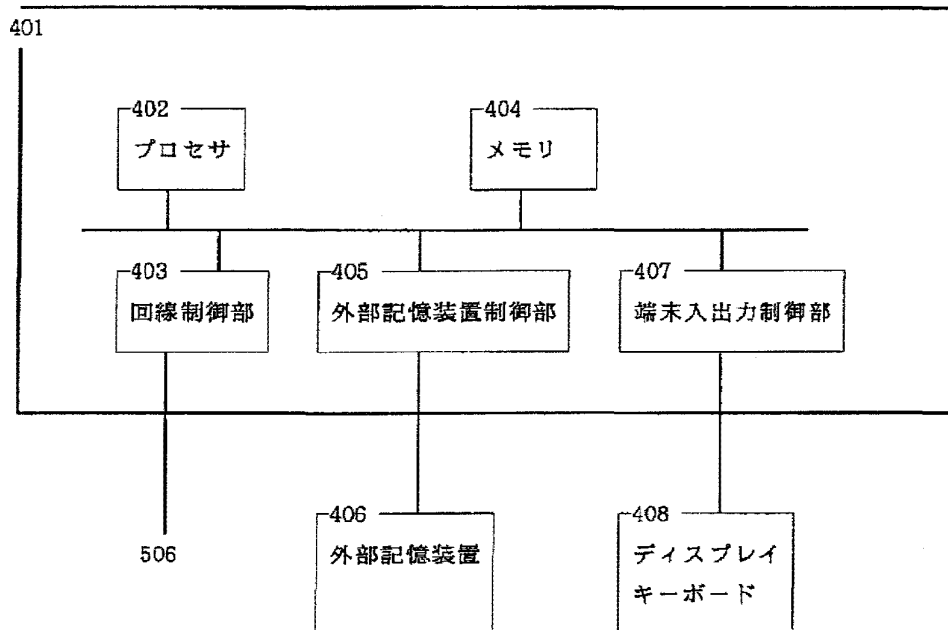 401
402
プロセサ
404
メモリ
403
回線制御部
405
外部記憶装置制御部
407
端末入出力制御部
506
406
外部記憶装置
408
ディスプレイ
キーボード